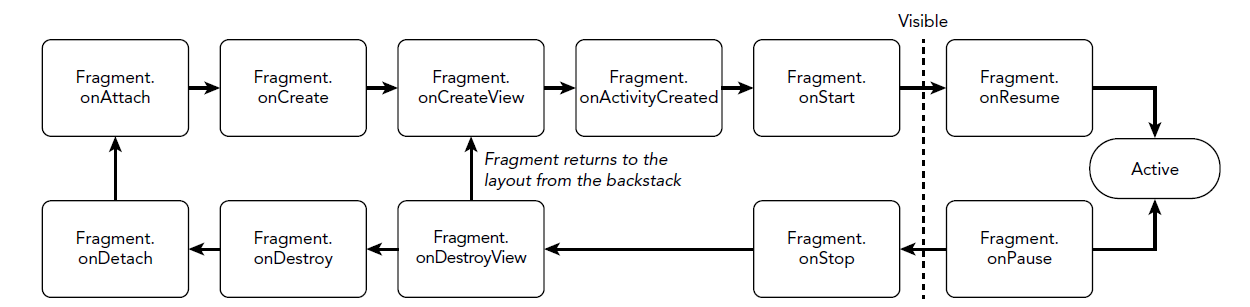 Visible
Fragment.
onAttach
Fragment.
onCreate
Fragment.
onCreateView
Fragment.
onActivityCreated
Fragment.
onStart
Fragment.
onResume
Fragment returns to the
layout from the backstack
Active
Fragment.
onDetach
Fragment.
onDestroy
Fragment.
onDestroyView
Fragment.
onStop
Fragment.
onPause